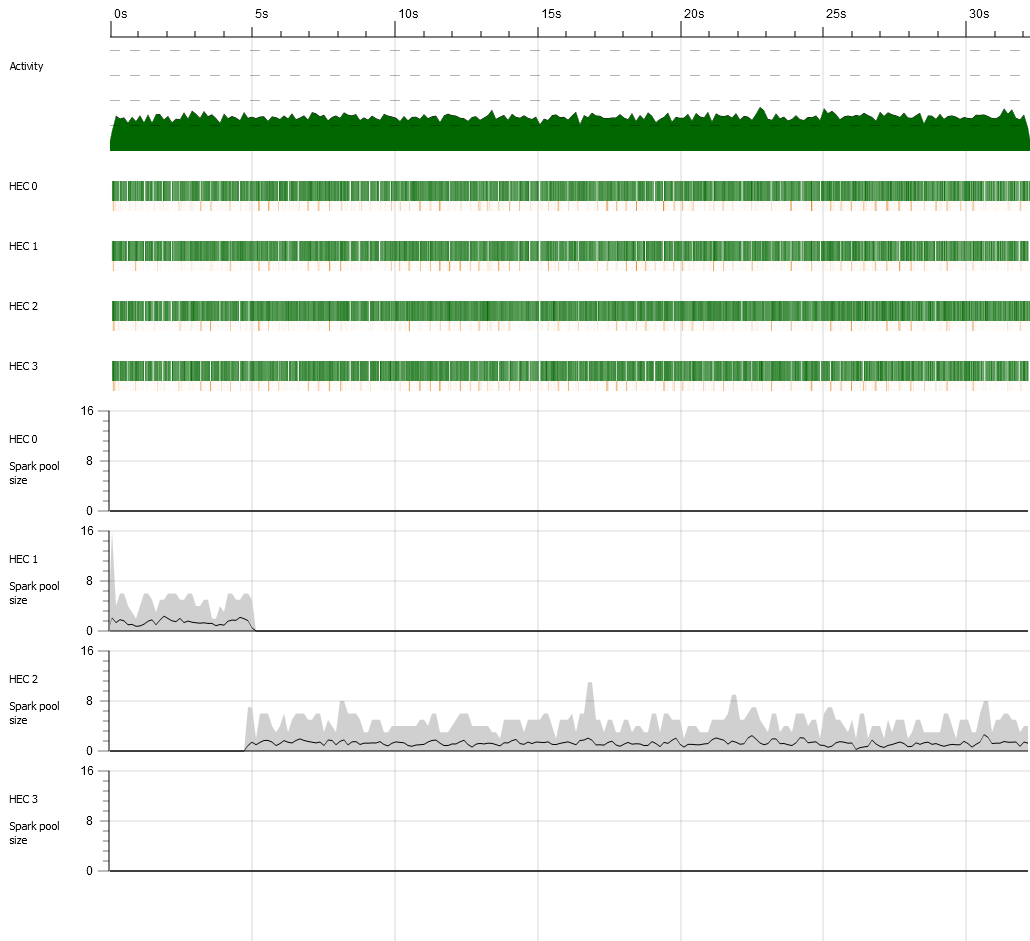 0s 5s 10s 15s 20s 25s 30s
Activity
HEC 0
HEC 1
HEC 2
HEC 3
16
HEC 0
8
Spark pool
size
0
16
HEC 1
8
Spark pool
size
0
16
HEC 2
8
Spark pool
size
0
16
HEC 3
8
Spark pool
size
0